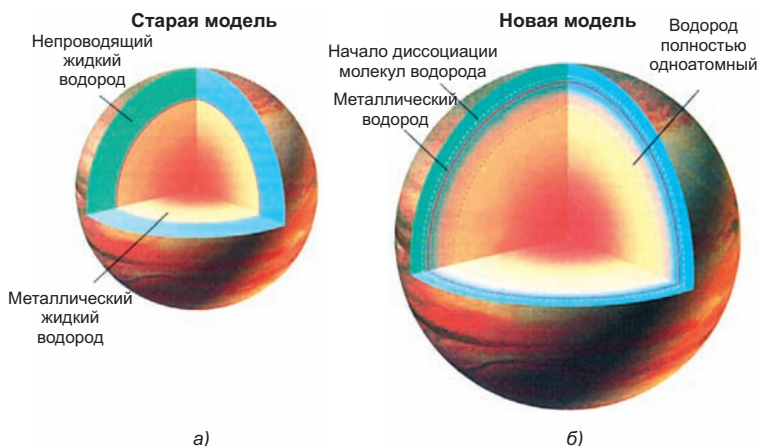 Старая модель
Непроводящий
жидкий
водород
Металлический
жидкий
водород
а)
Новая модель
Начало диссоциации
молекул водорода
Металлический
водород
Водород
полностью
одноатомный
б)